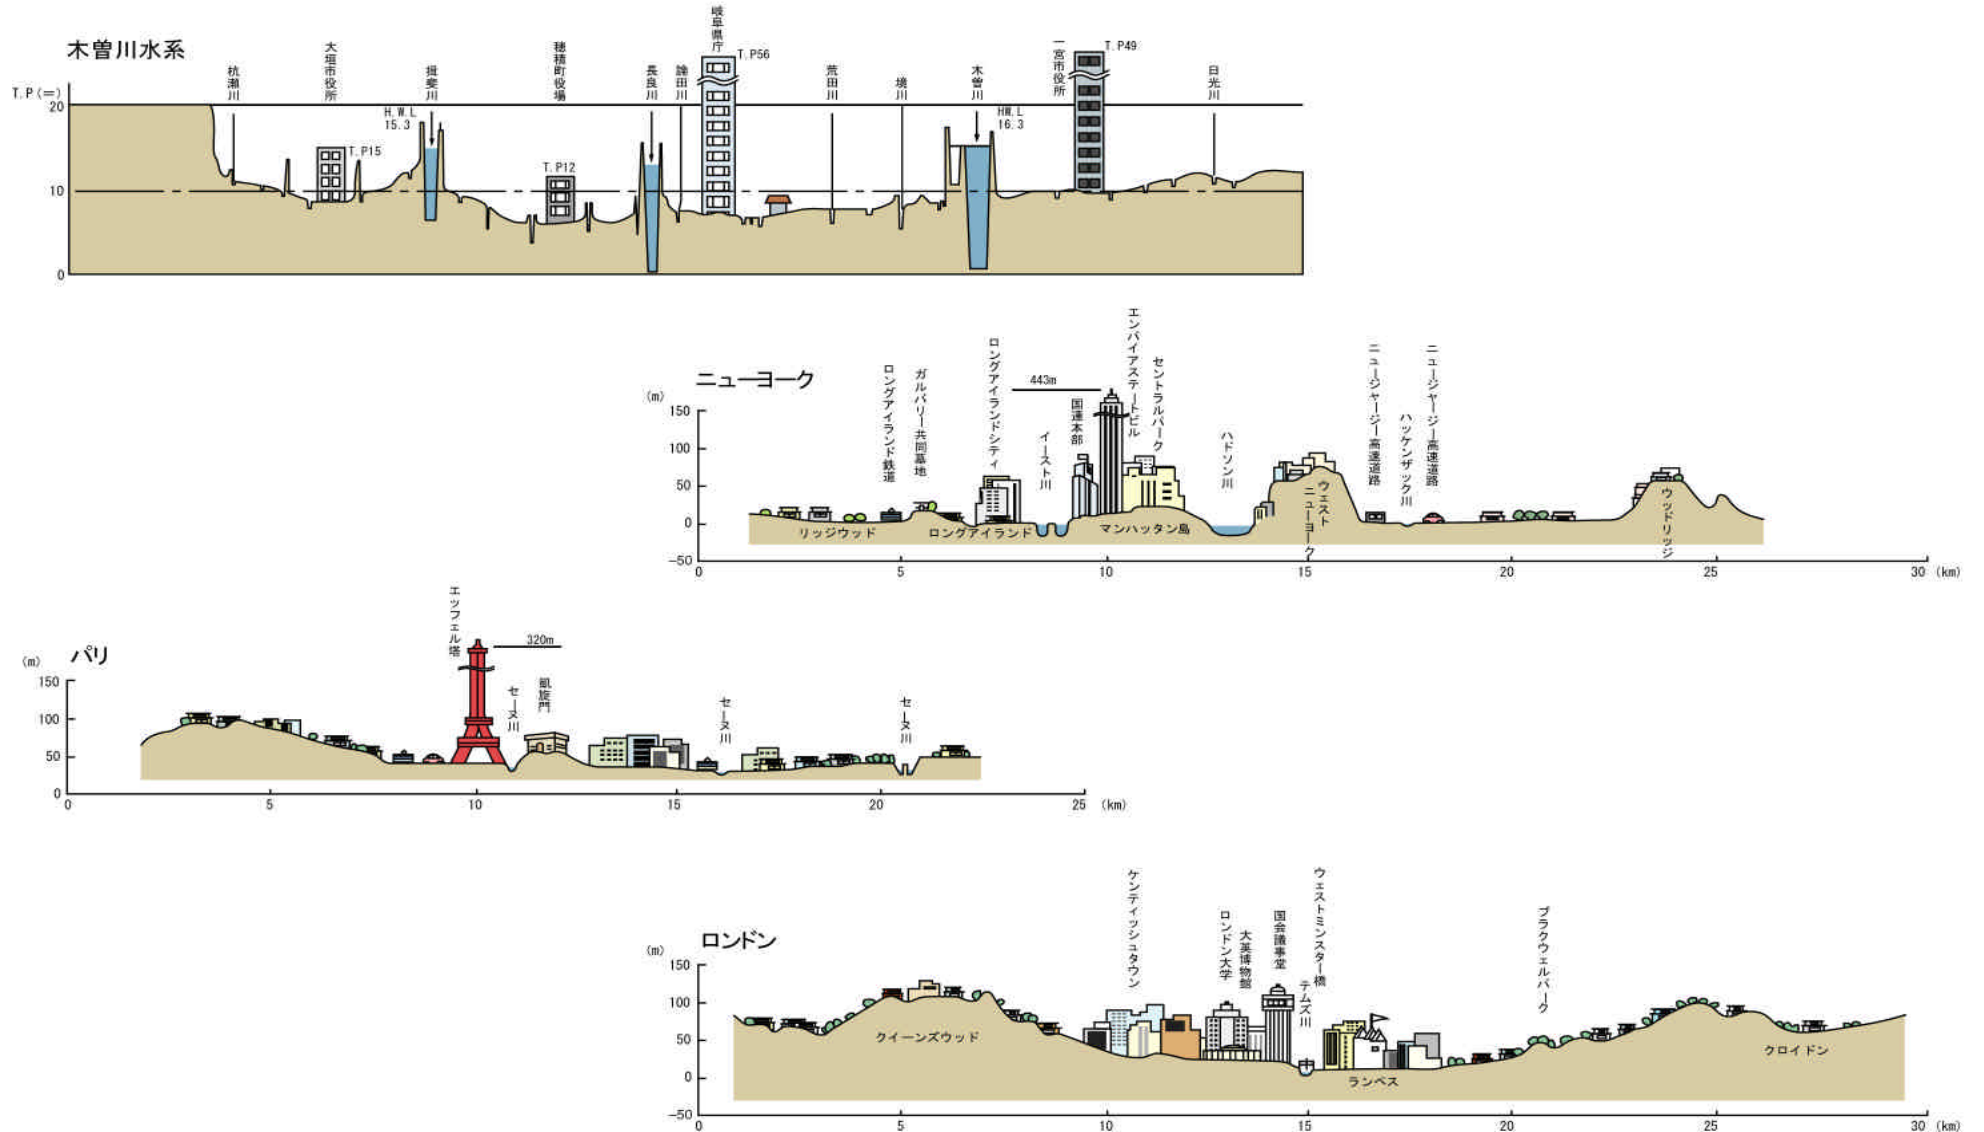 木曽川水系
T.P(=)
20
10
0
杭瀬川
大垣市役所
T.P15
揖斐川
H.W.L
15.3
穂積町役場
T.P12
長良川
論田川
岐阜県庁
T.P56
荒田川
境川
木曽川
HW.L
16.3
一宮市役所
T.P49
日光川
ニューヨーク
(m)
150
100
50
0
-50
ロングアイランド鉄道
ガルバリー共同墓地
ロングアイランドシティ
443m
イースト川
国連本部
エンパイアステートビル
セントラルパーク
ハドソン川
ニュージャージー高速道路
ハッケンザック川
ニュージャージー高速道路
リッジウッド
ロングアイランド
マンハッタン島
ウェスト
ニューヨーク
ウッドリッジ
0
5
10
15
20
25
30 (km)
パリ
(m)
150
100
50
0
エッフェル塔
320m
セーヌ川
凱旋門
セーヌ川
セーヌ川
0
5
10
15
20
25 (km)
ロンドン
(m)
150
100
50
0
-50
ケンティッシュタウン
ロンドン大学
大英博物館
国会議事堂
テムズ川
ウェストミンスター橋
ブラクウェルパーク
クイーンズウッド
ランベス
クロイドン
0
5
10
15
20
25
30 (km)